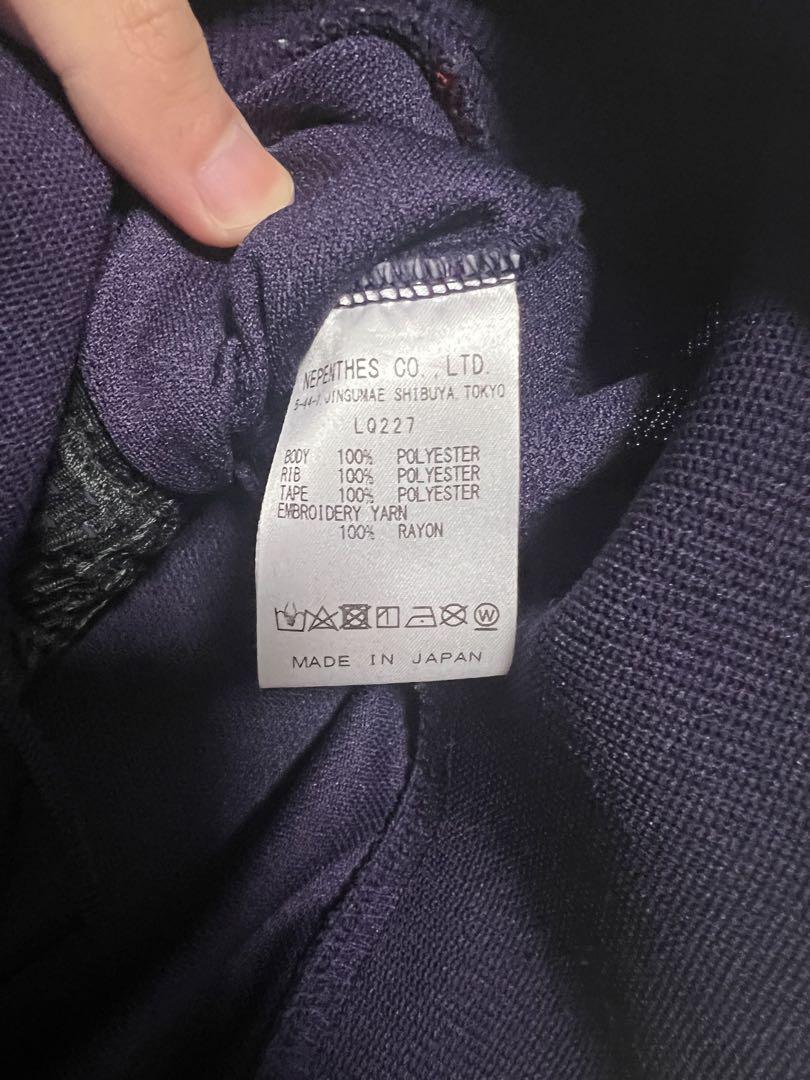 NEPENTHES CO.,LTD.
5-44-1,JINGUMAE SHIBUYA.TOKYO
LQ227
BODY 100% POLYESTER
RIB 100% POLYESTER
TAPE 100% POLYESTER
EMBROIDERY YARN
100% RAYON
W
MADE IN JAPAN